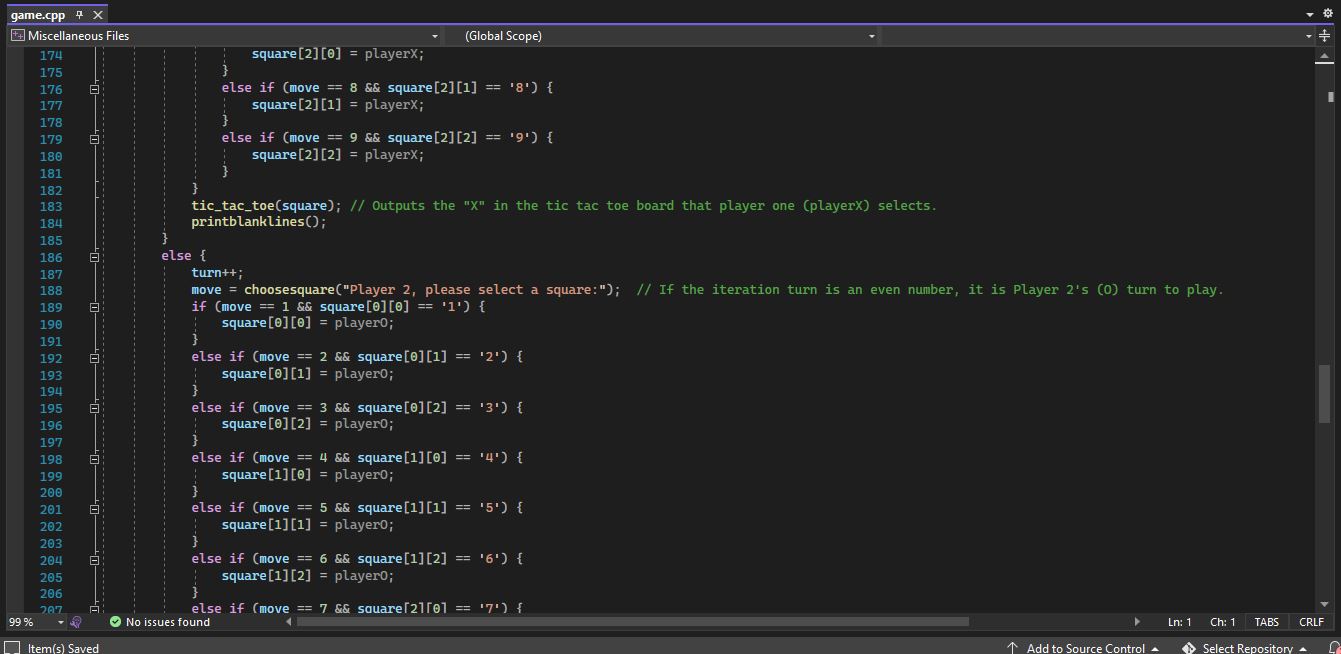 game.cpp
Miscellaneous Files (Global Scope)
174 square[2][0] = playerX;
175 }
176 else if (move == 8 && square[2][1] == '8') {
177 square[2][1] = playerX;
178 }
179 else if (move == 9 && square[2][2] == '9') {
180 square[2][2] = playerX;
181 }
182 }
183 tic_tac_toe(square); // Outputs the "X" in the tic tac toe board that player one (playerX) selects.
184 printblanklines();
185 }
186 else {
187 turn++;
188 move = choosesquare("Player 2, please select a square:"); // If the iteration turn is an even number, it is Player 2's (O) turn to play.
189 if (move == 1 && square[0][0] == '1') {
190 square[0][0] = playerO;
191 }
192 else if (move == 2 && square[0][1] == '2') {
193 square[0][1] = playerO;
194 }
195 else if (move == 3 && square[0][2] == '3') {
196 square[0][2] = playerO;
197 }
198 else if (move == 4 && square[1][0] == '4') {
199 square[1][0] = playerO;
200 }
201 else if (move == 5 && square[1][1] == '5') {
202 square[1][1] = playerO;
203 }
204 else if (move == 6 && square[1][2] == '6') {
205 square[1][2] = playerO;
206 }
207 else if (move == 7 && square[2][0] == '7') {
99 % No issues found Ln: 1 Ch: 1 TABS CRLF
Item(s) Saved Add to Source Control Select Repository